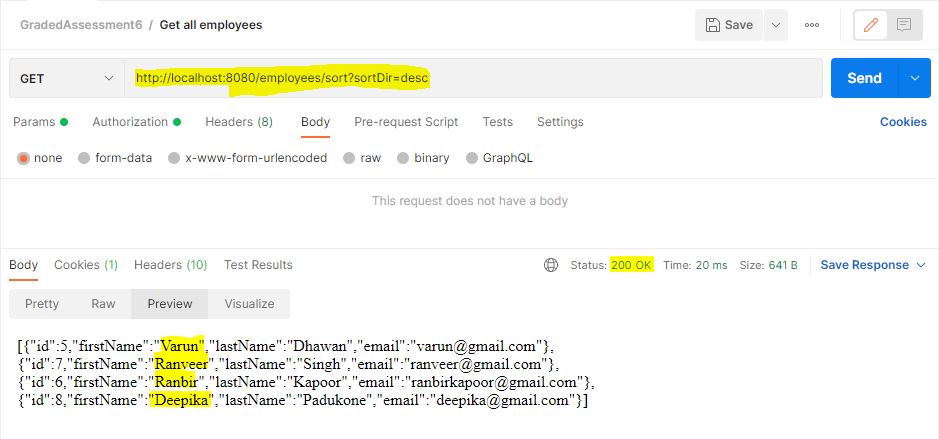 GradedAssessment6 / Get all employees Save
GET http://localhost:8080/employees/sort?sortDir=desc Send
Params Authorization Headers (8) Body Pre-request Script Tests Settings Cookies
none form-data x-www-form-urlencoded raw binary GraphQL
This request does not have a body
Body Cookies (1) Headers (10) Test Results Status: 200 OK Time: 20 ms Size: 641 B Save Response
Pretty Raw Preview Visualize
[{"id":5,"firstName":"Varun","lastName":"Dhawan","email":"varun@gmail.com"},
{"id":7,"firstName":"Ranveer","lastName":"Singh","email":"ranveer@gmail.com"},
{"id":6,"firstName":"Ranbir","lastName":"Kapoor","email":"ranbirkapoor@gmail.com"},
{"id":8,"firstName":"Deepika","lastName":"Padukone","email":"deepika@gmail.com"}]